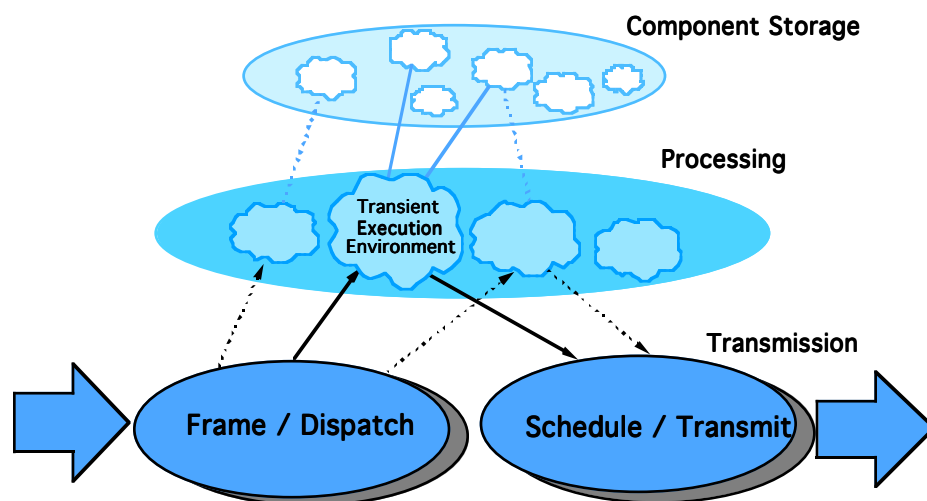 Component Storage
Processing
Transient
Execution
Environment
Transmission
Frame / Dispatch
Schedule / Transmit